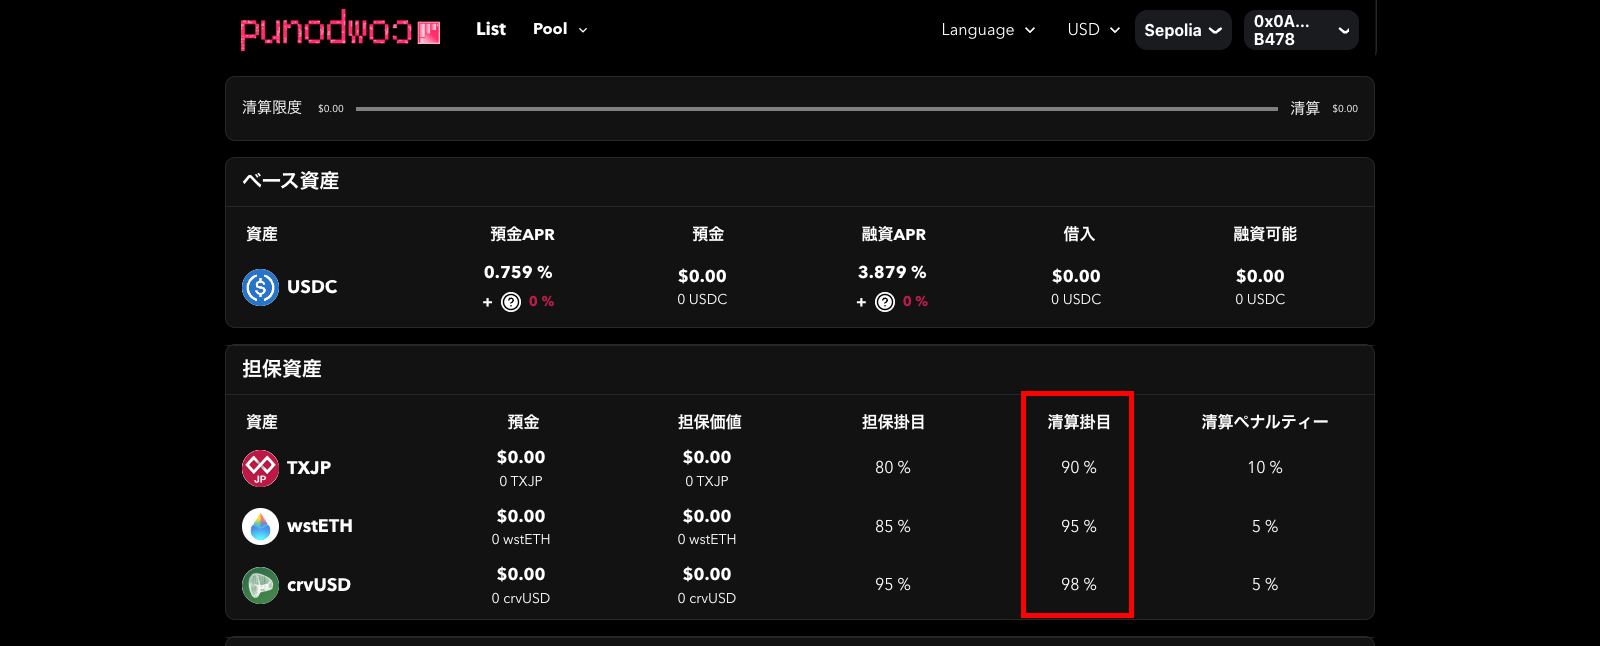 punodwoɔ List Pool Language USD Sepolia 0x0A...
B478
清算限度 $0.00 清算 $0.00
ベース資産
資産 預金APR 預金 融資APR 借入 融資可能
USDC 0.759 % $0.00 3.879 % $0.00 $0.00
+ ? 0 % 0 USDC + ? 0 % 0 USDC 0 USDC
担保資産
資産 預金 担保価値 担保掛目 清算掛目 清算ペナルティー
JP TXJP $0.00 $0.00 80 % 90 % 10 %
0 TXJP 0 TXJP
wstETH $0.00 $0.00 85 % 95 % 5 %
0 wstETH 0 wstETH
crvUSD $0.00 $0.00 95 % 98 % 5 %
0 crvUSD 0 crvUSD